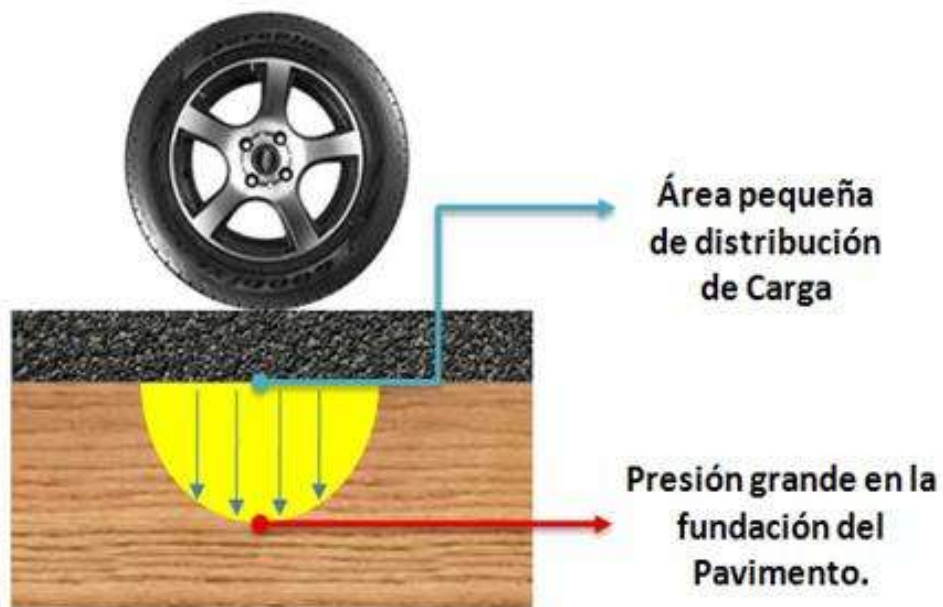 Área pequeña
de distribución
de Carga
Presión grande en la
fundación del
Pavimento.